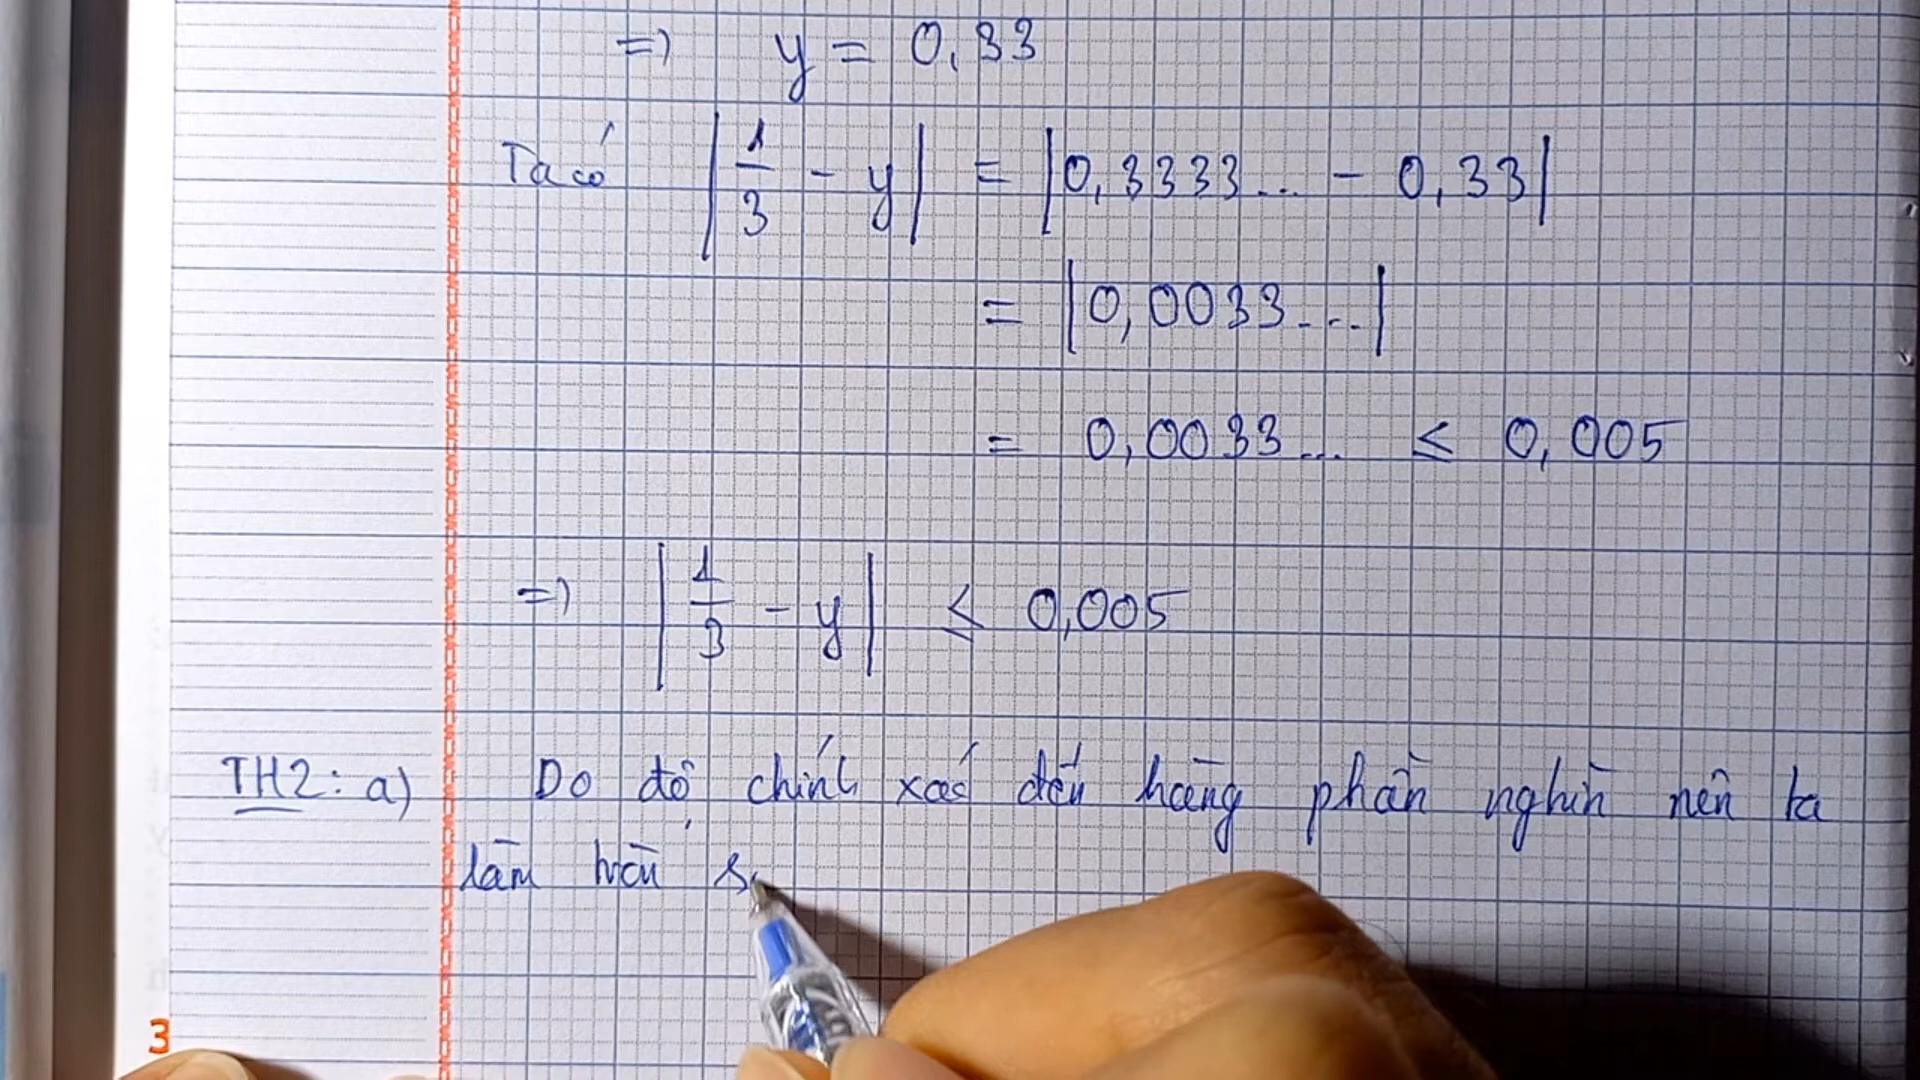 => y = 0,33
Ta có |1/3 - y| = |0,3333... - 0,33|
= |0,0033...|
= 0,0033... ≤ 0,005
=> |1/3 - y| ≤ 0,005
TH2: a) Do độ chính xác đến hàng phần nghìn nên ta
làm tròn s
3